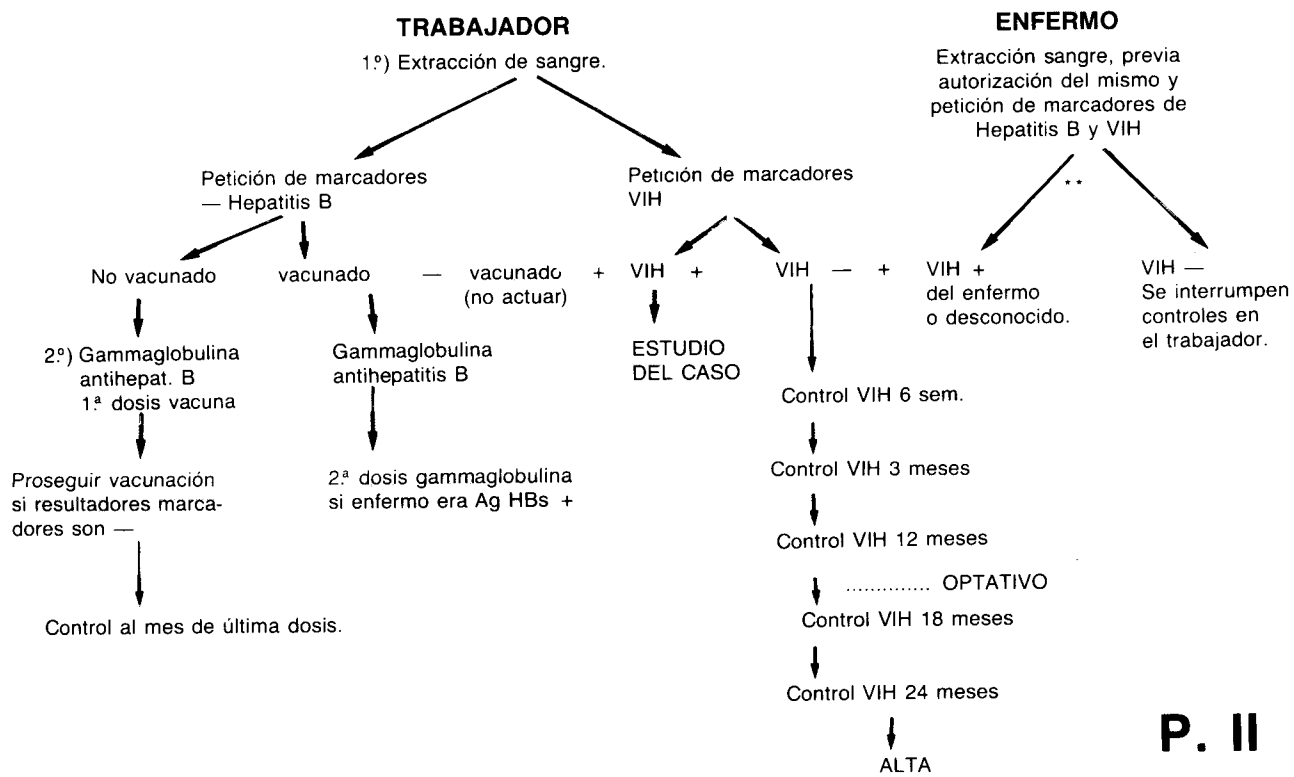 TRABAJADOR
1.º) Extracción de sangre.
ENFERMO
Extracción sangre, previa
autorización del mismo y
petición de marcadores de
Hepatitis B y VIH
**
Petición de marcadores
— Hepatitis B
Petición de marcadores
VIH
No vacunado
vacunado — vacunado +
(no actuar)
VIH +
VIH — +
VIH +
del enfermo
o desconocido.
VIH —
Se interrumpen
controles en
el trabajador.
2.º) Gammaglobulina
antihepat. B
1.ª dosis vacuna
Gammaglobulina
antihepatitis B
ESTUDIO
DEL CASO
Control VIH 6 sem.
Proseguir vacunación
si resultadores marca-
dores son —
2.ª dosis gammaglobulina
si enfermo era Ag HBs +
Control VIH 3 meses
Control VIH 12 meses
.............. OPTATIVO
Control al mes de última dosis.
Control VIH 18 meses
Control VIH 24 meses
ALTA
P. II